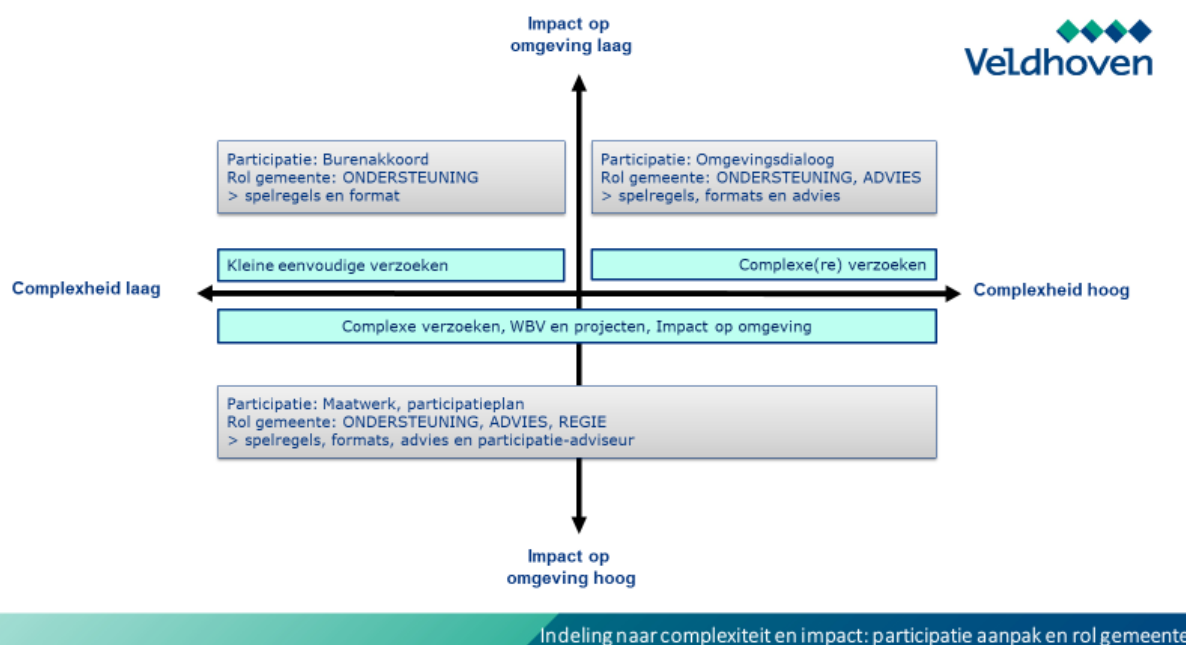 Impact op
omgeving laag
Veldhoven
Participatie: Burenakkoord
Rol gemeente: ONDERSTEUNING
> spelregels en format
Participatie: Omgevingsdialoog
Rol gemeente: ONDERSTEUNING, ADVIES
> spelregels, formats en advies
Kleine eenvoudige verzoeken
Complexe(re) verzoeken
Complexheid laag
Complexheid hoog
Complexe verzoeken, WBV en projecten, Impact op omgeving
Participatie: Maatwerk, participatieplan
Rol gemeente: ONDERSTEUNING, ADVIES, REGIE
> spelregels, formats, advies en participatie-adviseur
Impact op
omgeving hoog
Indeling naar complexiteit en impact: participatie aanpak en rol gemeente